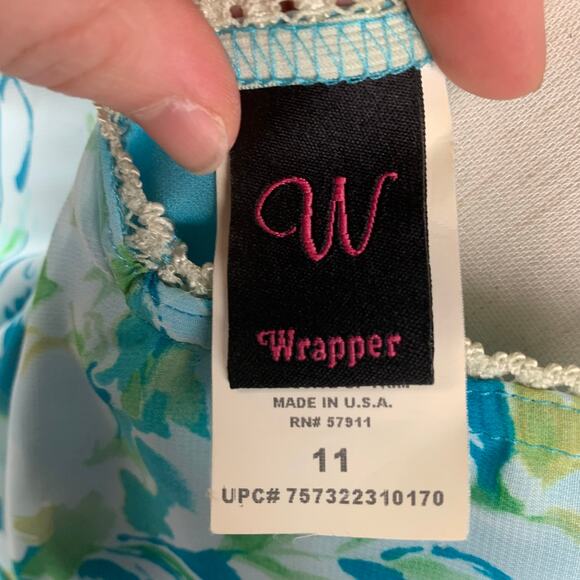 W
Wrapper
MADE IN U.S.A.
RN# 57911
11
UPC# 757322310170